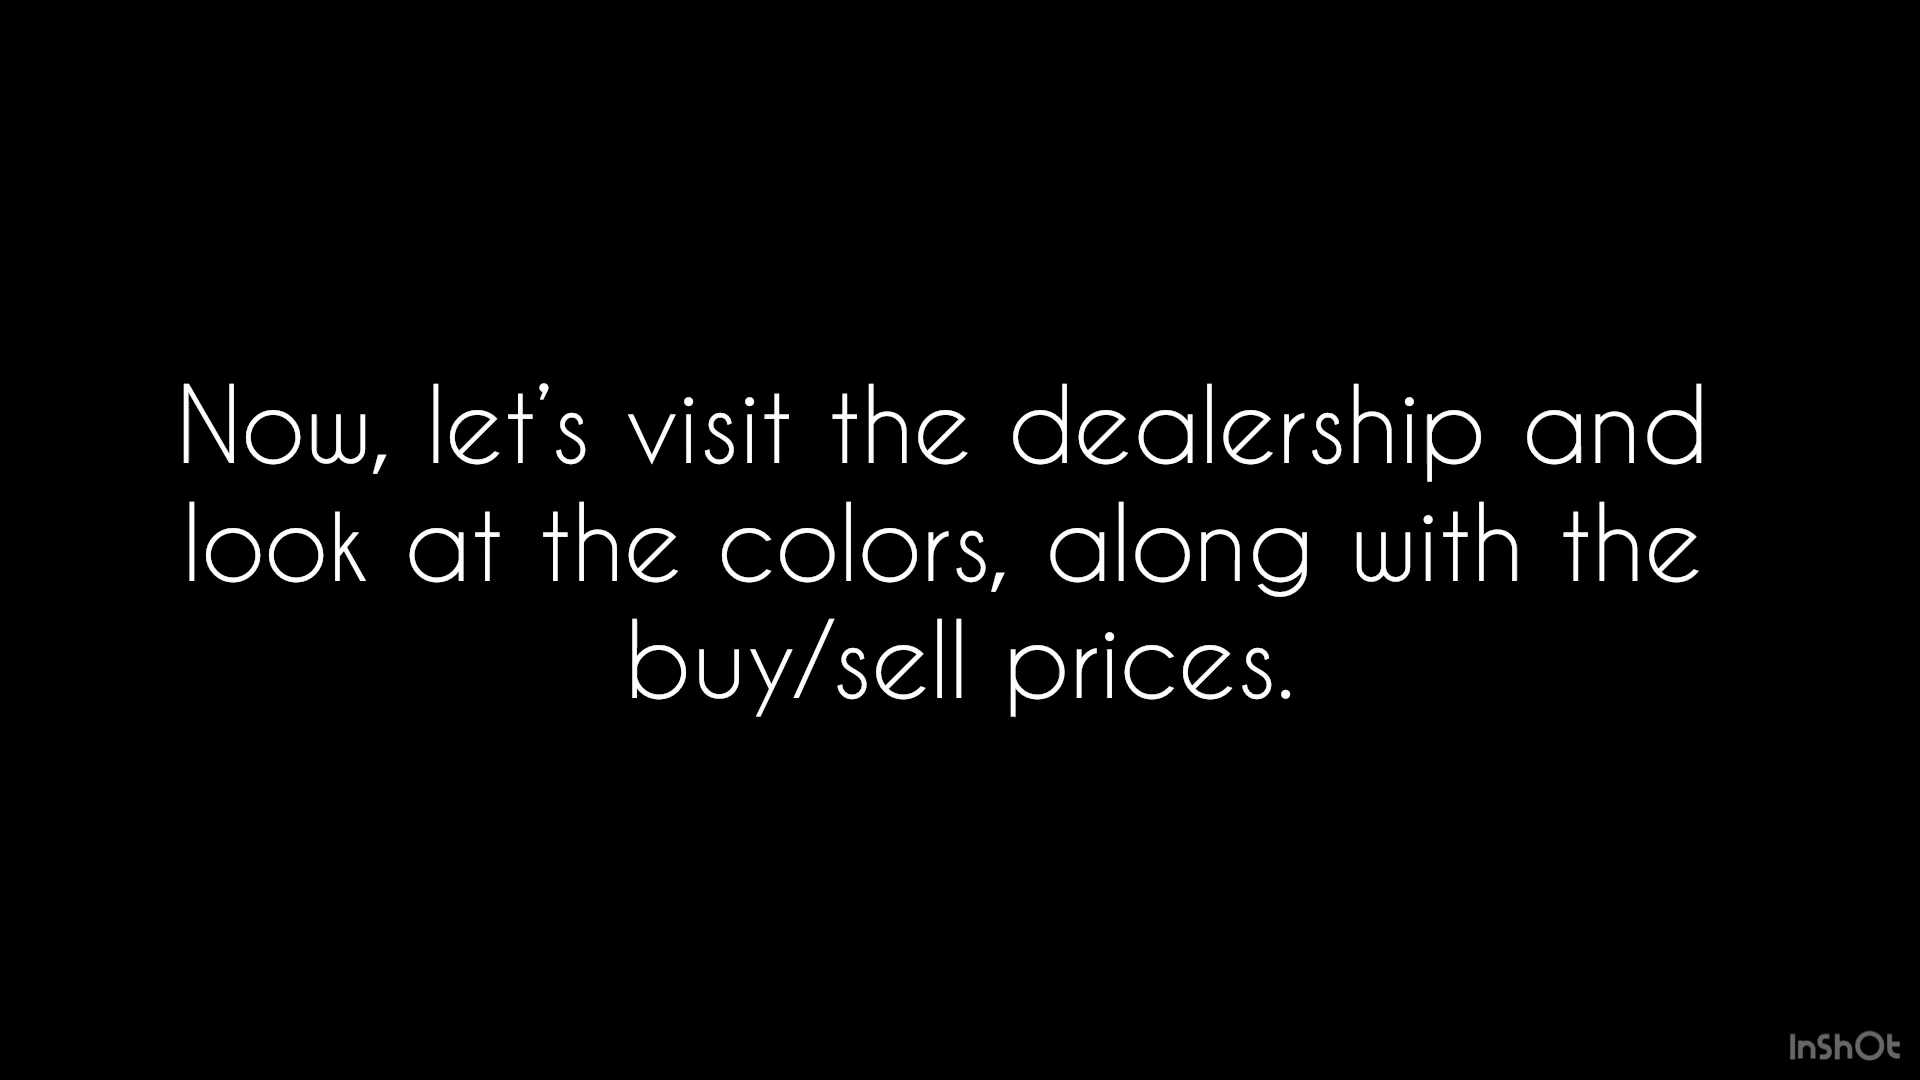 Now, let's visit the dealership and
look at the colors, along with the
buy/sell prices.
InShOt